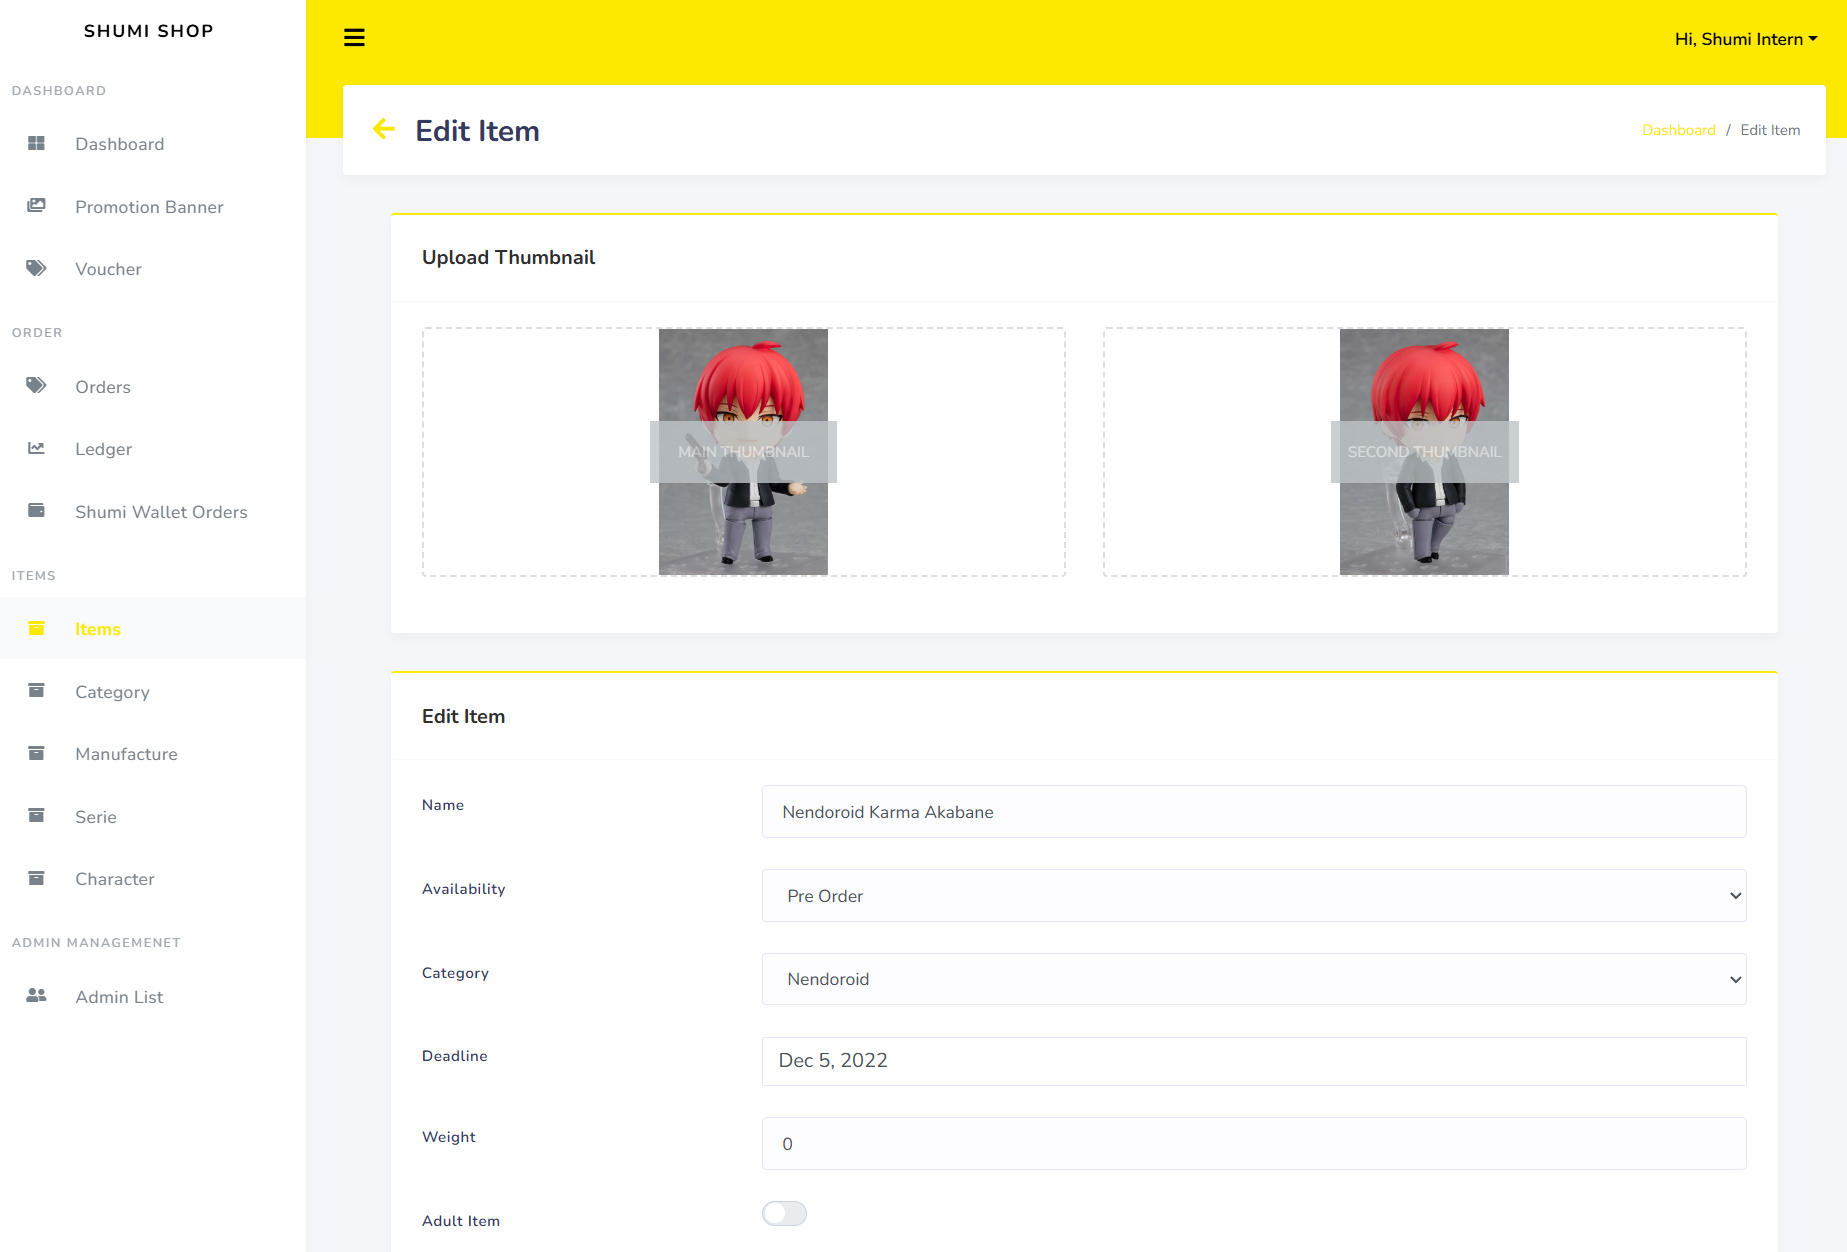 SHUMI SHOP
Hi, Shumi Intern
DASHBOARD
Dashboard
Promotion Banner
Voucher
ORDER
Orders
Ledger
Shumi Wallet Orders
ITEMS
Items
Category
Manufacture
Serie
Character
ADMIN MANAGEMENET
Admin List
Edit Item
Dashboard / Edit Item
Upload Thumbnail
MAIN THUMBNAIL
SECOND THUMBNAIL
Edit Item
Name
Nendoroid Karma Akabane
Availability
Pre Order
Category
Nendoroid
Deadline
Dec 5, 2022
Weight
0
Adult Item